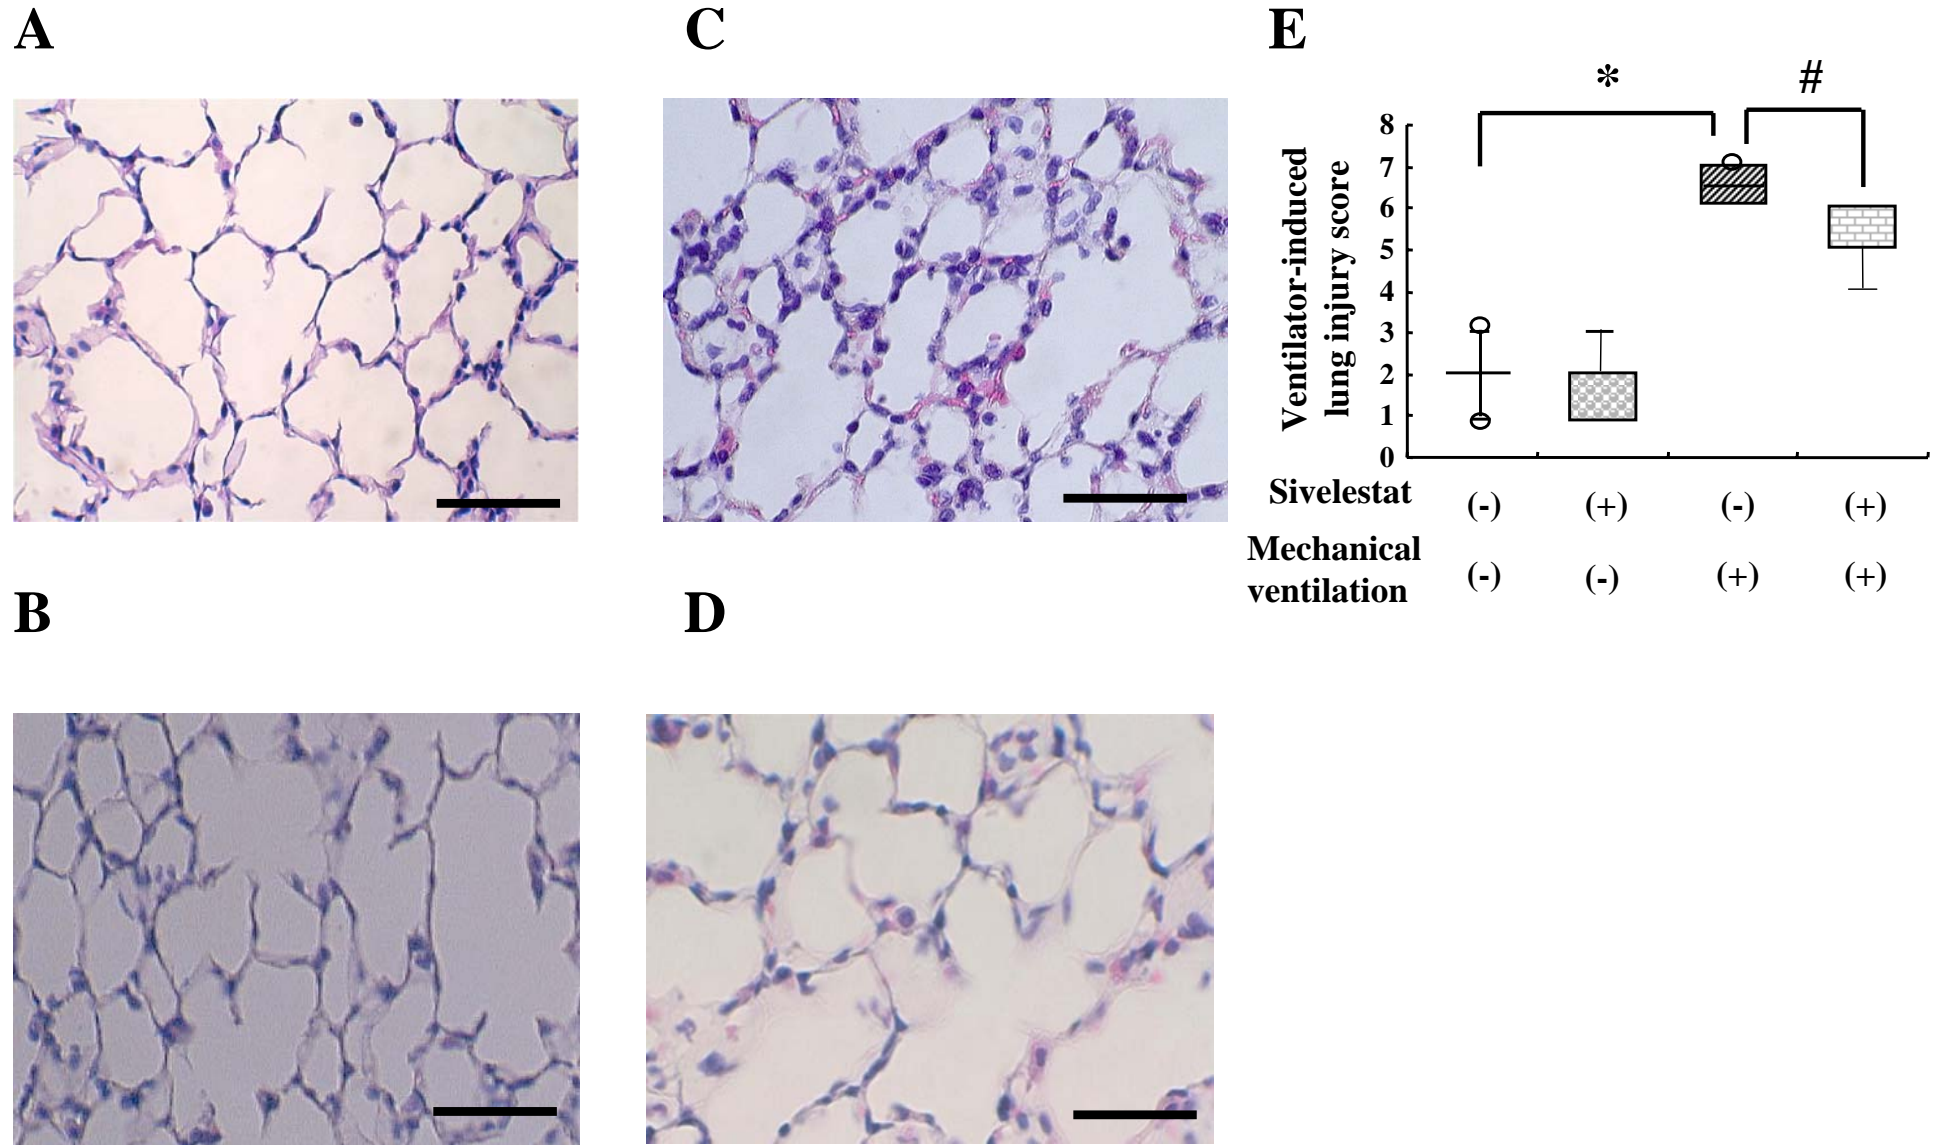 A
C
E
* #
8
7
6
5
4
3
2
1
0
Ventilator-induced
lung injury score
Sivelestat (-) (+) (-) (+)
Mechanical
ventilation (-) (-) (+) (+)
B
D